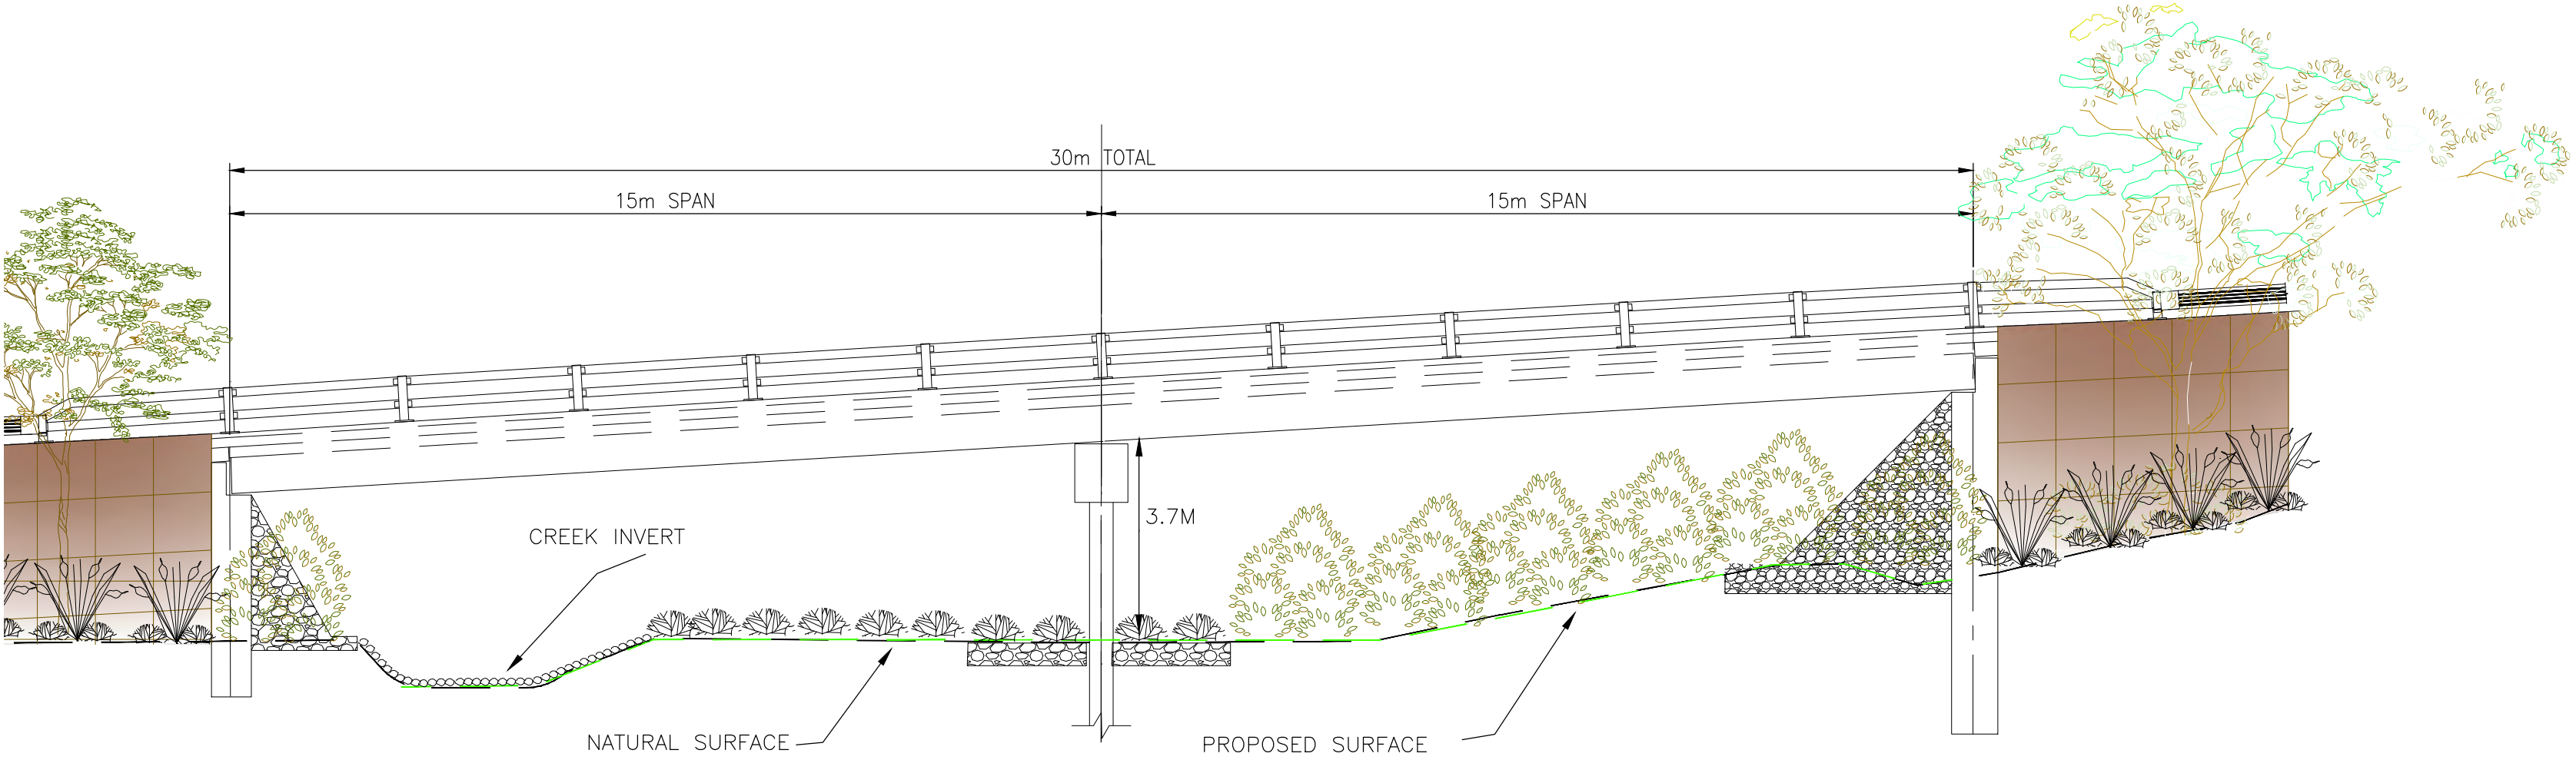 30m TOTAL
15m SPAN
15m SPAN
3.7M
CREEK INVERT
NATURAL SURFACE
PROPOSED SURFACE